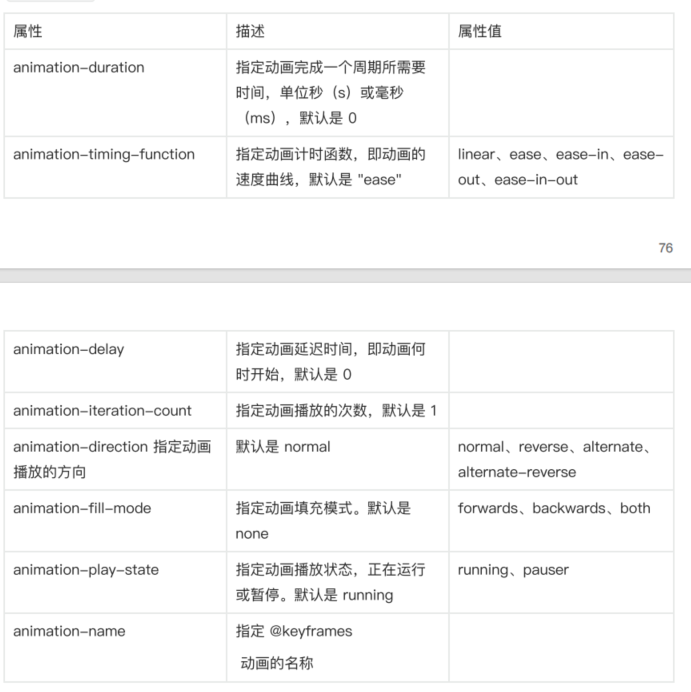 属性 描述 属性值
animation-duration 指定动画完成一个周期所需要
时间，单位秒（s）或毫秒
（ms），默认是 0
animation-timing-function 指定动画计时函数，即动画的 linear、ease、ease-in、ease-
速度曲线，默认是 "ease" out、ease-in-out
76
animation-delay 指定动画延迟时间，即动画何
时开始，默认是 0
animation-iteration-count 指定动画播放的次数，默认是 1
animation-direction 指定动画 默认是 normal normal、reverse、alternate、
播放的方向 alternate-reverse
animation-fill-mode 指定动画填充模式。默认是 forwards、backwards、both
none
animation-play-state 指定动画播放状态，正在运行 running、pauser
或暂停。默认是 running
animation-name 指定 @keyframes
动画的名称